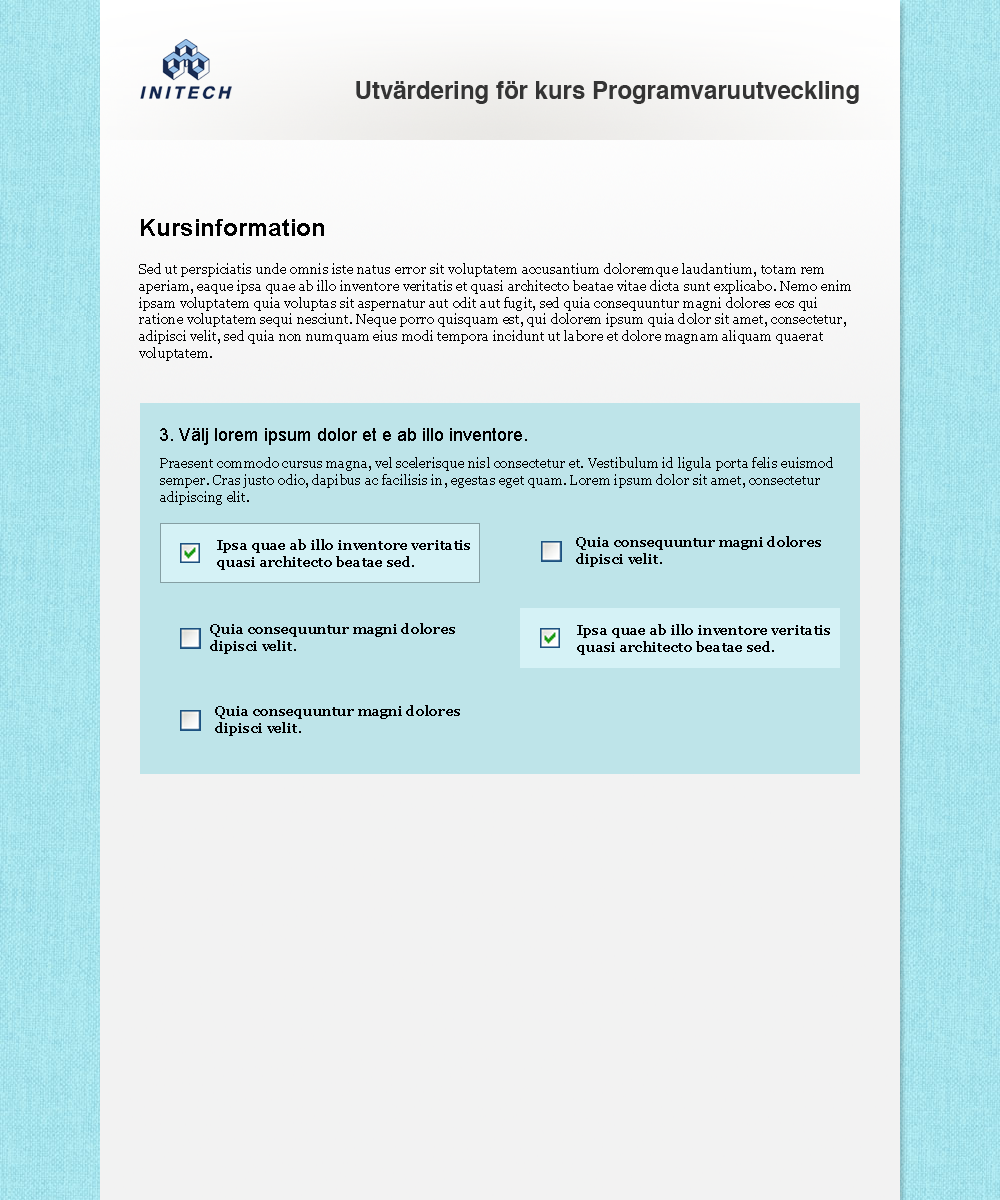 INITECH
Utvärdering för kurs Programvaruutveckling
Kursinformation
Sed ut perspiciatis unde omnis iste natus error sit voluptatem accusantium doloremque laudantium, totam rem
aperiam, eaque ipsa quae ab illo inventore veritatis et quasi architecto beatae vitae dicta sunt explicabo. Nemo enim
ipsam voluptatem quia voluptas sit aspernatur aut odit aut fugit, sed quia consequuntur magni dolores eos qui
ratione voluptatem sequi nesciunt. Neque porro quisquam est, qui dolorem ipsum quia dolor sit amet, consectetur,
adipisci velit, sed quia non numquam eius modi tempora incidunt ut labore et dolore magnam aliquam quaerat
voluptatem.
3. Välj lorem ipsum dolor et e ab illo inventore.
Praesent commodo cursus magna, vel scelerisque nisl consectetur et. Vestibulum id ligula porta felis euismod
semper. Cras justo odio, dapibus ac facilisis in, egestas eget quam. Lorem ipsum dolor sit amet, consectetur
adipiscing elit.
Ipsa quae ab illo inventore veritatis
quasi architecto beatae sed.
Quia consequuntur magni dolores
dipisci velit.
Quia consequuntur magni dolores
dipisci velit.
Ipsa quae ab illo inventore veritatis
quasi architecto beatae sed.
Quia consequuntur magni dolores
dipisci velit.